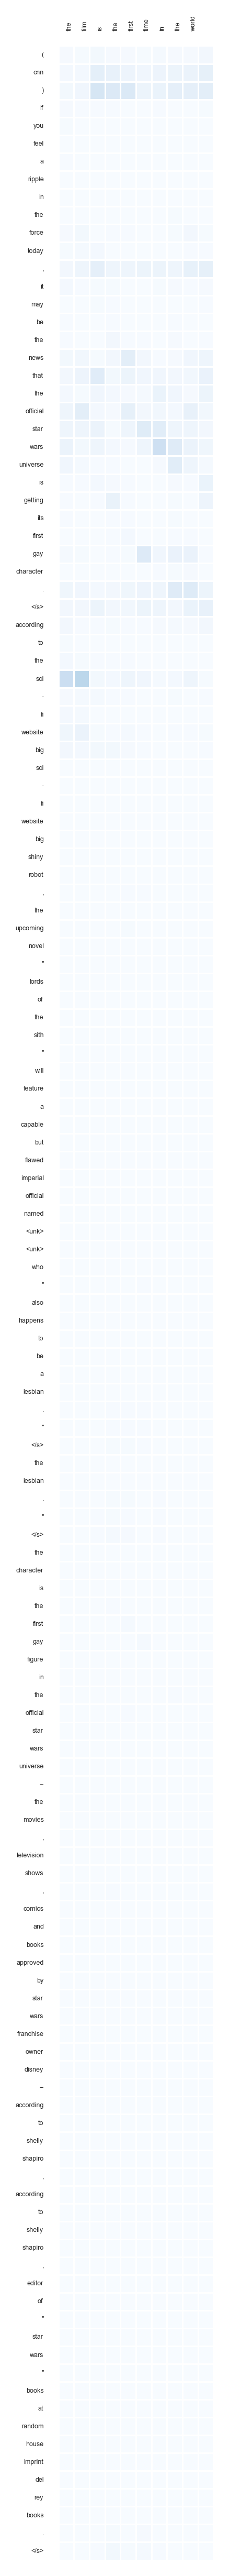 the film is the first time in the world
(
cnn
)
if
you
feel
a
ripple
in
the
force
today
,
it
may
be
the
news
that
the
official
star
wars
universe
is
getting
its
first
gay
character
.
</s>
according
to
the
sci
-
fi
website
big
sci
-
fi
website
big
shiny
robot
,
the
upcoming
novel
"
lords
of
the
sith
"
will
feature
a
capable
but
flawed
imperial
official
named
<unk>
<unk>
who
"
also
happens
to
be
a
lesbian
.
"
</s>
the
lesbian
.
"
</s>
the
character
is
the
first
gay
figure
in
the
official
star
wars
universe
–
the
movies
,
television
shows
,
comics
and
books
approved
by
star
wars
franchise
owner
disney
–
according
to
shelly
shapiro
,
according
to
shelly
shapiro
,
editor
of
"
star
wars
"
books
at
random
house
imprint
del
rey
books
.
</s>